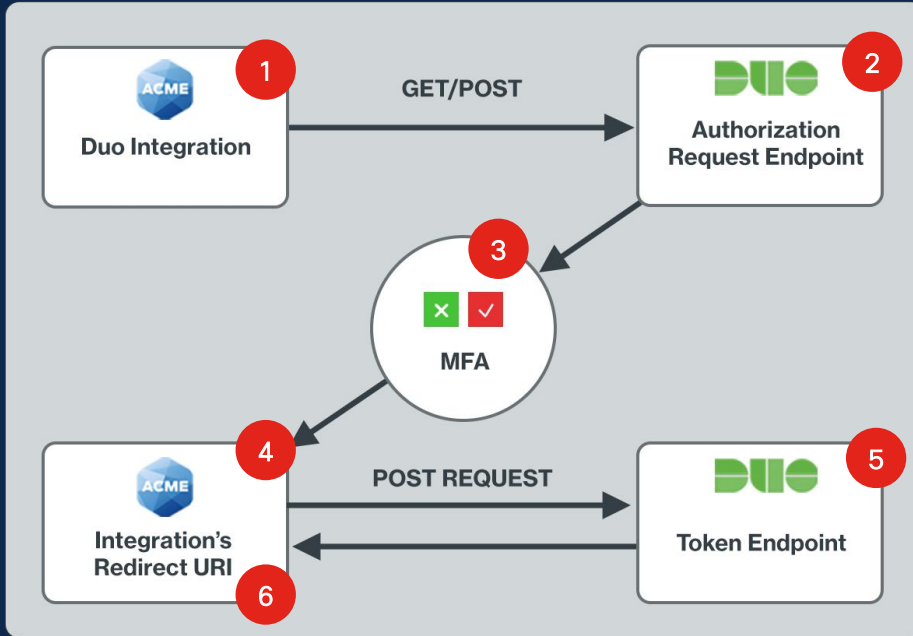 1
ACME
Duo Integration
GET/POST
2
DUO
Authorization
Request Endpoint
3
MFA
4
ACME
Integration's
Redirect URI
6
POST REQUEST
5
DUO
Token Endpoint